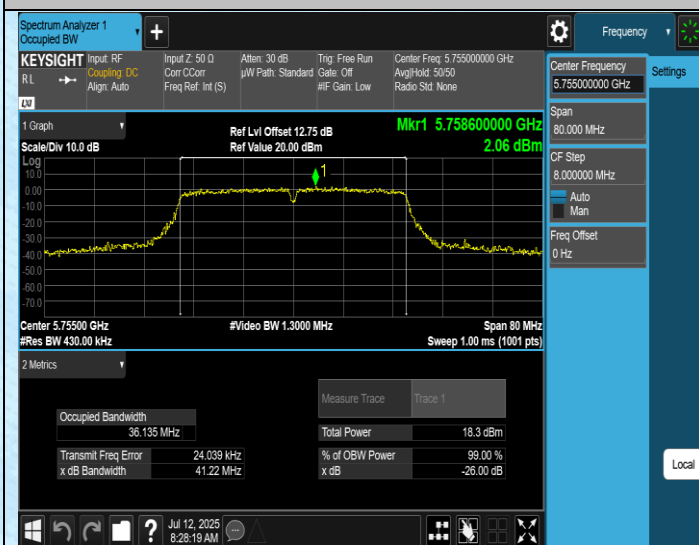 Spectrum Analyzer 1
Occupied BW
Frequency
KEYSIGHT
RL
LXI
Input: RF
Coupling: DC
Align: Auto
Input Z: 50 Ω
Corr CCorr
Freq Ref: Int (S)
Atten: 30 dB
µW Path: Standard
Trig: Free Run
Gate: Off
#IF Gain: Low
Center Freq: 5.755000000 GHz
Avg|Hold: 50/50
Radio Std: None
Center Frequency
5.755000000 GHz
Settings
Span
80.000 MHz
CF Step
8.000000 MHz
Auto
Man
Freq Offset
0 Hz
Local
1 Graph
Scale/Div 10.0 dB
Ref Lvl Offset 12.75 dB
Ref Value 20.00 dBm
Mkr1 5.758600000 GHz
2.06 dBm
Log
10.0
0.00
-10.0
-20.0
-30.0
-40.0
-50.0
-60.0
-70.0
1
Center 5.75500 GHz
#Video BW 1.3000 MHz
Span 80 MHz
#Res BW 430.00 kHz
Sweep 1.00 ms (1001 pts)
2 Metrics
Measure Trace
Trace 1
Occupied Bandwidth
36.135 MHz
Total Power
18.3 dBm
Transmit Freq Error
24.039 kHz
% of OBW Power
99.00 %
x dB Bandwidth
41.22 MHz
x dB
-26.00 dB
Jul 12, 2025
8:28:19 AM